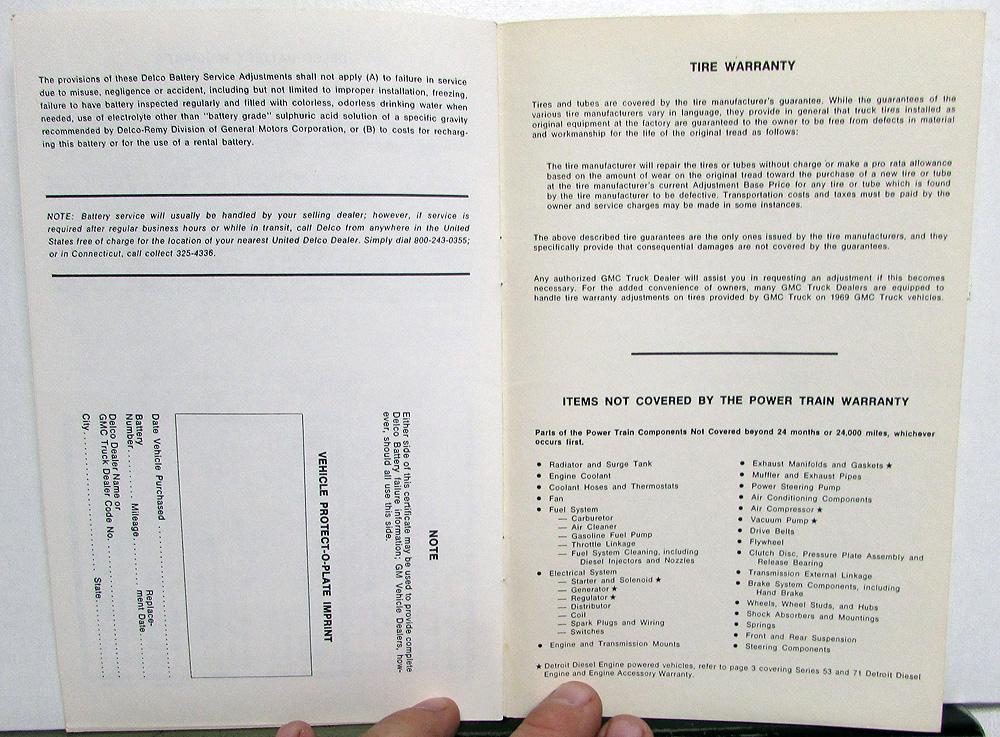 The provisions of these Delco Battery Service Adjustments shall not apply (A) to failure in service
due to misuse, negligence or accident, including but not limited to improper installation, freezing,
failure to have battery inspected regularly and filled with colorless, odorless drinking water when
needed, use of electrolyte other than "battery grade" sulphuric acid solution of a specific gravity
recommended by Delco-Remy Division of General Motors Corporation, or (B) to costs for recharg-
ing this battery or for the use of a rental battery.
NOTE: Battery service will usually be handled by your selling dealer; however, if service is
required after regular business hours or while in transit, call Delco from anywhere in the United
States free of charge for the location of your nearest United Delco Dealer. Simply dial 800-243-0355;
or in Connecticut, call collect 325-4336.
NOTE
Either side of this certificate may be used to provide complete
Delco Battery failure information; GM Vehicle Dealers, how-
ever, should all use this side.
VEHICLE PROTECT-O-PLATE IMPRINT
Date Vehicle Purchased
Battery Replace-
Number........ Mileage........ ment Date........
Delco Dealer Name or
GMC Truck Dealer Code No.
City........ State........
TIRE WARRANTY
Tires and tubes are covered by the tire manufacturer's guarantee. While the guarantees of the
various tire manufacturers vary in language, they provide in general that truck tires installed as
original equipment at the factory are guaranteed to the owner to be free from defects in material
and workmanship for the life of the original tread as follows:
The tire manufacturer will repair the tires or tubes without charge or make a pro rata allowance
based on the amount of wear on the original tread toward the purchase of a new tire or tube
at the tire manufacturer's current Adjustment Base Price for any tire or tube which is found
by the tire manufacturer to be defective. Transportation costs and taxes must be paid by the
owner and service charges may be made in some instances.
The above described tire guarantees are the only ones issued by the tire manufacturers, and they
specifically provide that consequential damages are not covered by the guarantees.
Any authorized GMC Truck Dealer will assist you in requesting an adjustment if this becomes
necessary. For the added convenience of owners, many GMC Truck Dealers are equipped to
handle tire warranty adjustments on tires provided by GMC Truck on 1969 GMC Truck vehicles.
ITEMS NOT COVERED BY THE POWER TRAIN WARRANTY
Parts of the Power Train Components Not Covered beyond 24 months or 24,000 miles, whichever
occurs first.
• Radiator and Surge Tank
• Engine Coolant
• Coolant Hoses and Thermostats
• Fan
• Fuel System
— Carburetor
— Air Cleaner
— Gasoline Fuel Pump
— Throttle Linkage
— Fuel System Cleaning, including
Diesel Injectors and Nozzles
• Electrical System
— Starter and Solenoid ★
— Generator ★
— Regulator ★
— Distributor
— Coil
— Spark Plugs and Wiring
— Switches
• Engine and Transmission Mounts
• Exhaust Manifolds and Gaskets ★
• Muffler and Exhaust Pipes
• Power Steering Pump
• Air Conditioning Components
• Air Compressor ★
• Vacuum Pump ★
• Drive Belts
• Flywheel
• Clutch Disc, Pressure Plate Assembly and
Release Bearing
• Transmission External Linkage
• Brake System Components, including
Hand Brake
• Wheels, Wheel Studs, and Hubs
• Shock Absorbers and Mountings
• Springs
• Front and Rear Suspension
• Steering Components
★ Detroit Diesel Engine powered vehicles, refer to page 3 covering Series 53 and 71 Detroit Diesel
Engine and Engine Accessory Warranty.